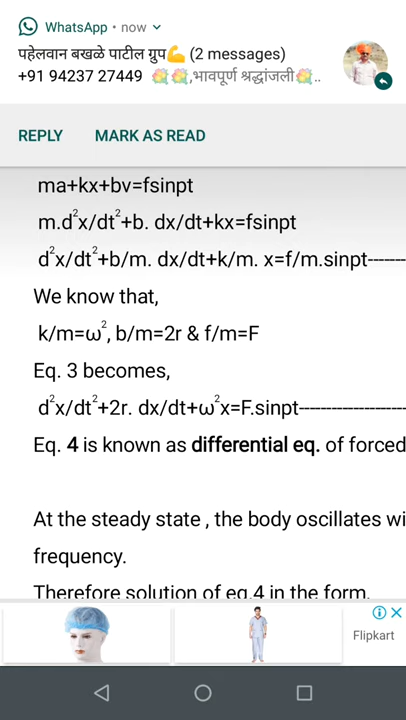 WhatsApp • now
पहेलवान बखळे पाटील ग्रुप💪 (2 messages)
+91 94237 27449 💐💐,भावपूर्ण श्रद्धांजली💐..
REPLY MARK AS READ
ma+kx+bv=fsinpt
m.d²x/dt²+b. dx/dt+kx=fsinpt
d²x/dt²+b/m. dx/dt+k/m. x=f/m.sinpt-------
We know that,
k/m=ω², b/m=2r & f/m=F
Eq. 3 becomes,
d²x/dt²+2r. dx/dt+ω²x=F.sinpt--------------------
Eq. 4 is known as differential eq. of forced
At the steady state , the body oscillates wi
frequency.
Therefore solution of eq.4 in the form,
Flipkart